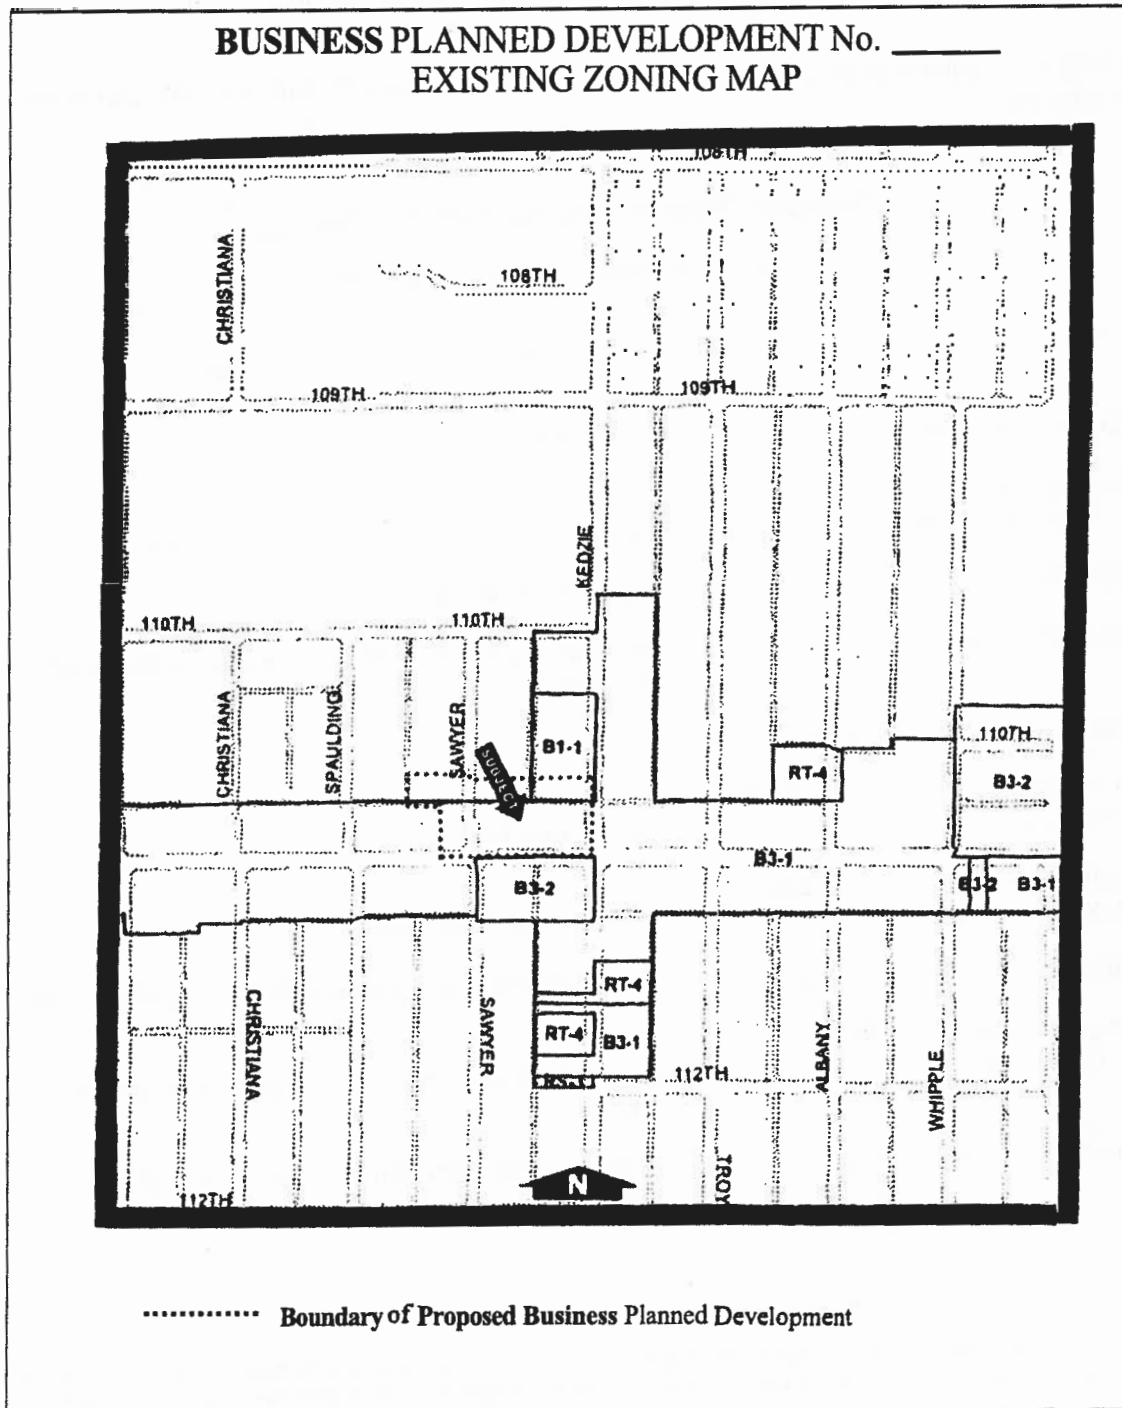 BUSINESS PLANNED DEVELOPMENT No. ______
EXISTING ZONING MAP
108TH
CHRISTIANA
108TH
109TH
109TH
KEDZIE
110TH
110TH
CHRISTIANA
SPAULDING
SAWYER
SUBJECT
B1-1
110TH
RT-4
B3-2
B3-1
B3-2
B3-2
B3-1
RT-4
CHRISTIANA
SAWYER
RT-4
B3-1
ALBANY
WHIPPLE
112TH
TROY
N
112TH
Boundary of Proposed Business Planned Development